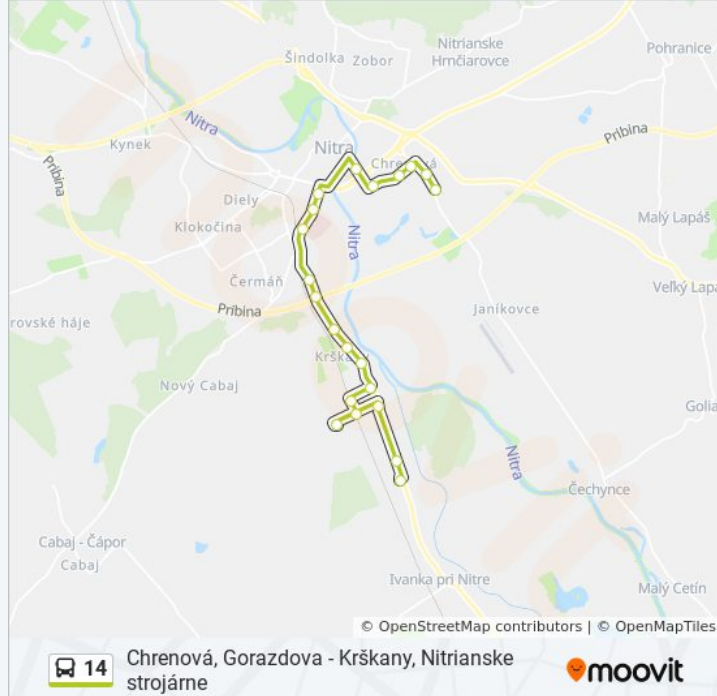 Nitrianske
Hrnčiarovce
Pohranice
Šindolka
Zobor
Nitra
Kynek
Nitra
Chrenová
Pribina
Pribina
Diely
Klokočina
Nitra
Malý Lapáš
Čermáň
Veľký Lapá
Pribina
Janíkovce
rovské háje
Krškany
Nový Cabaj
Golia
Nitra
Čechynce
Cabaj - Čápor
Cabaj
Ivanka pri Nitre
Malý Cetín
© OpenStreetMap contributors | © OpenMapTiles
14 Chrenová, Gorazdova - Krškany, Nitrianske
strojárne
moovit